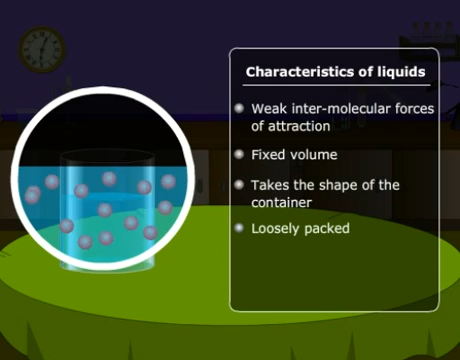 Characteristics of liquids
Weak inter-molecular forces
of attraction
Fixed volume
Takes the shape of the
container
Loosely packed